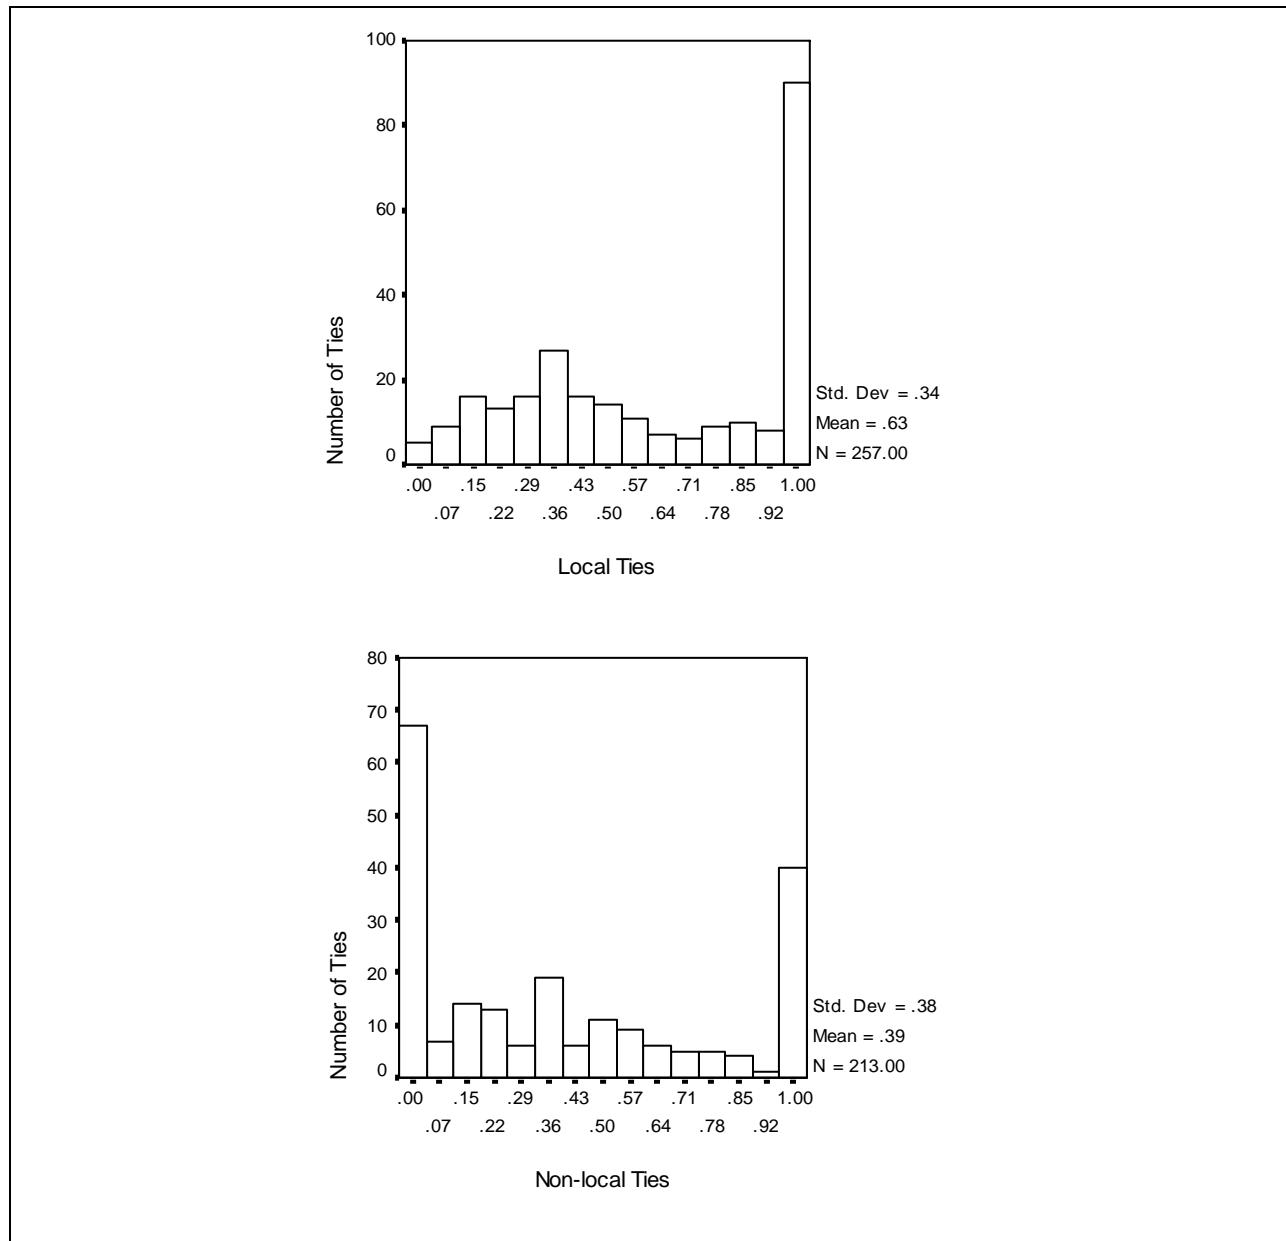 100
80
60
40
20
0
Number of Ties
Std. Dev = .34
Mean = .63
N = 257.00
.00 .15 .29 .43 .57 .71 .85 1.00
.07 .22 .36 .50 .64 .78 .92
Local Ties
80
70
60
50
40
30
20
10
0
Number of Ties
Std. Dev = .38
Mean = .39
N = 213.00
.00 .15 .29 .43 .57 .71 .85 1.00
.07 .22 .36 .50 .64 .78 .92
Non-local Ties